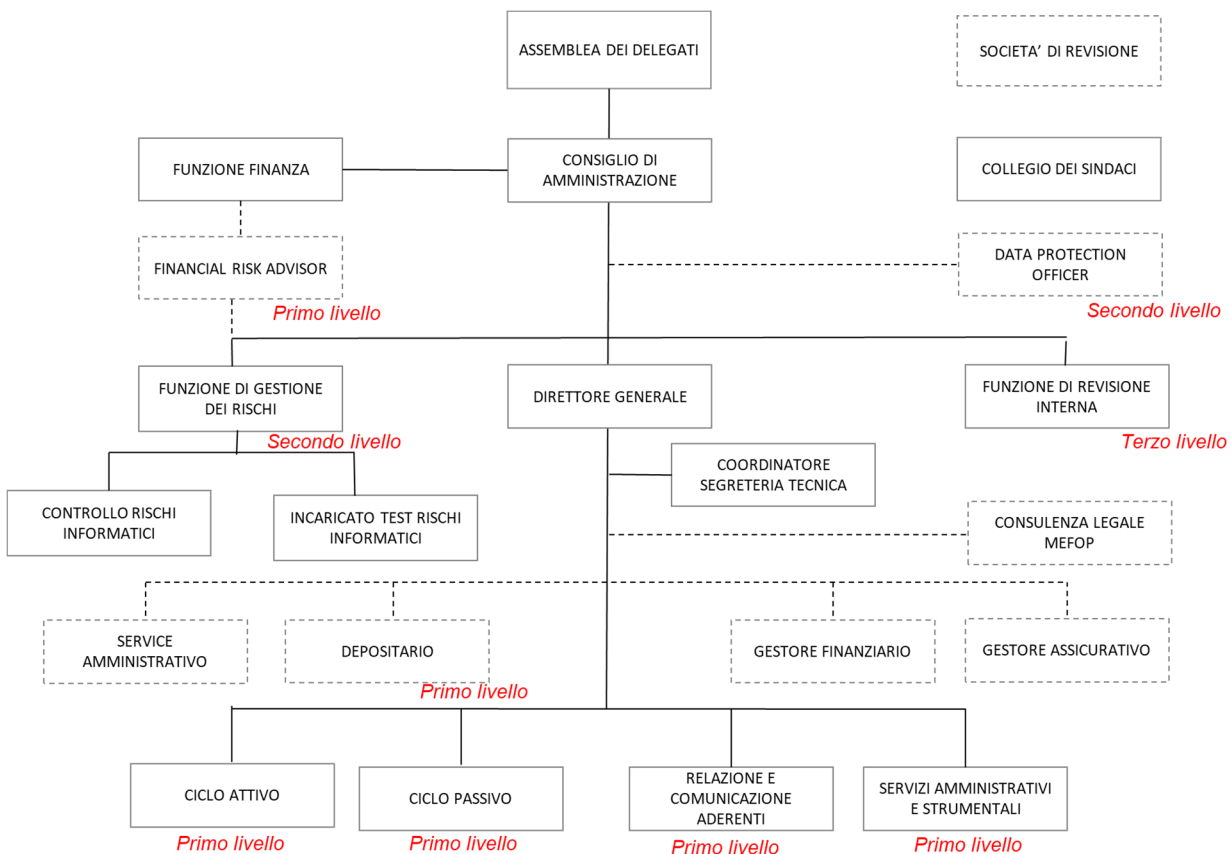 ASSEMBLEA DEI DELEGATI
SOCIETA’ DI REVISIONE
FUNZIONE FINANZA
CONSIGLIO DI
AMMINISTRAZIONE
COLLEGIO DEI SINDACI
FINANCIAL RISK ADVISOR
Primo livello
DATA PROTECTION
OFFICER
Secondo livello
FUNZIONE DI GESTIONE
DEI RISCHI
Secondo livello
DIRETTORE GENERALE
FUNZIONE DI REVISIONE
INTERNA
Terzo livello
COORDINATORE
SEGRETERIA TECNICA
CONTROLLO RISCHI
INFORMATICI
INCARICATO TEST RISCHI
INFORMATICI
CONSULENZA LEGALE
MEFOP
SERVICE
AMMINISTRATIVO
DEPOSITARIO
Primo livello
GESTORE FINANZIARIO
GESTORE ASSICURATIVO
CICLO ATTIVO
Primo livello
CICLO PASSIVO
Primo livello
RELAZIONE E
COMUNICAZIONE
ADERENTI
Primo livello
SERVIZI AMMINISTRATIVI
E STRUMENTALI
Primo livello